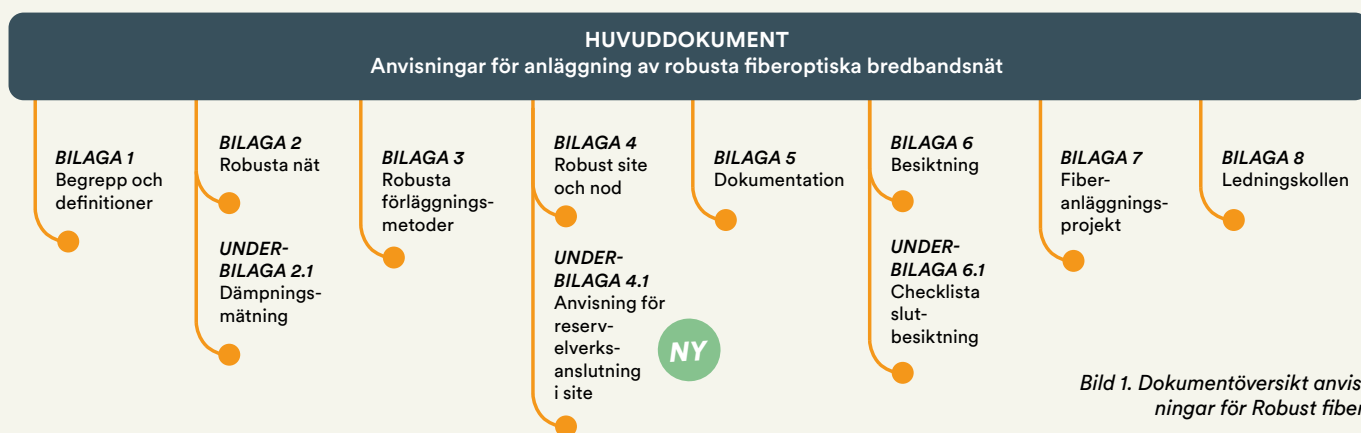 HUVUDDOKUMENT
Anvisningar för anläggning av robusta fiberoptiska bredbandsnät
BILAGA 1
Begrepp och
definitioner
BILAGA 2
Robusta nät
UNDER-
BILAGA 2.1
Dämpnings-
mätning
BILAGA 3
Robusta
förläggnings-
metoder
BILAGA 4
Robust site
och nod
UNDER-
BILAGA 4.1
Anvisning för
reserv-
elverks-
anslutning
i site
NY
BILAGA 5
Dokumentation
BILAGA 6
Besiktning
UNDER-
BILAGA 6.1
Checklista
slut-
besiktning
BILAGA 7
Fiber-
anläggnings-
projekt
BILAGA 8
Ledningskollen
Bild 1. Dokumentöversikt anvis
ningar för Robust fiber